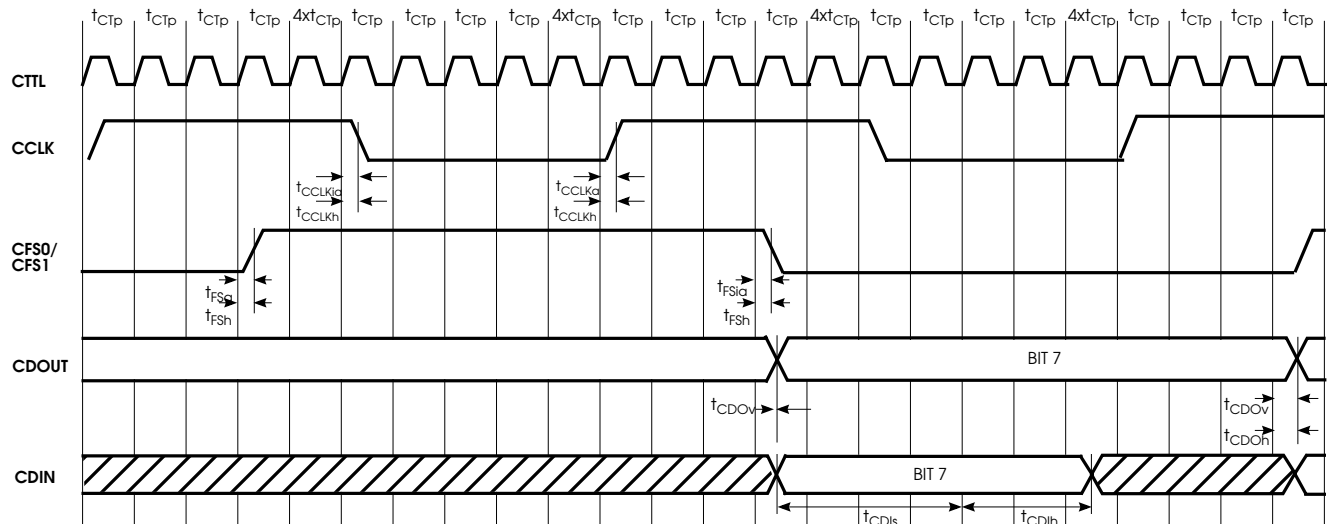 tCTp tCTp tCTp tCTp 4xtCTp tCTp tCTp tCTp tCTp 4xtCTp tCTp tCTp tCTp tCTp 4xtCTp tCTp tCTp tCTp tCTp 4xtCTp tCTp tCTp tCTp tCTp
CTTL
CCLK
tCCLKia tCCLKa
tCCLKh tCCLKh
CFS0/
CFS1
tFSa tFSia
tFSh tFSh
CDOUT BIT 7
tCDOv tCDOv
tCDOh
CDIN BIT 7
tCDIs tCDIh